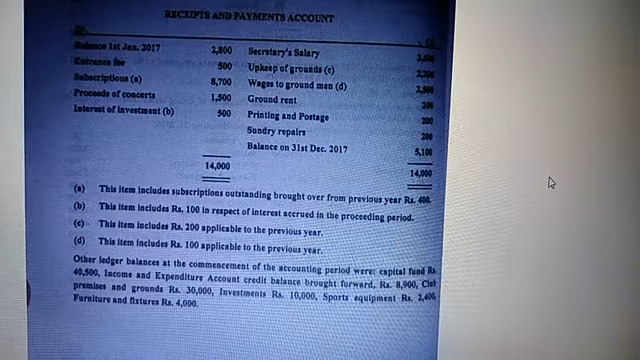 RECEIPTS AND PAYMENTS ACCOUNT
Balance 1st Jan. 2017 2,800 Secretary's Salary
Entrance fee 500 Upkeep of grounds (c)
Subscriptions (a) 8,700 Wages to ground men (d)
Proceeds of concerts 1,500 Ground rent 200
Interest of investment (b) 500 Printing and Postage 200
Sundry repairs 200
Balance on 31st Dec. 2017 5,100
14,000 14,000
(a) This item includes subscriptions outstanding brought over from previous year Rs. 400.
(b) This item includes Rs. 100 in respect of interest accrued in the proceeding period.
(c) This item includes Rs. 200 applicable to the previous year.
(d) This item includes Rs. 100 applicable to the previous year.
Other ledger balances at the commencement of the accounting period were: capital fund Rs.
40,500, Income and Expenditure Account credit balance brought forward, Rs. 8,900, Club
premises and grounds Rs. 30,000, Investments Rs. 10,000, Sports equipment Rs. 2,400,
Furniture and fixtures Rs. 4,000.